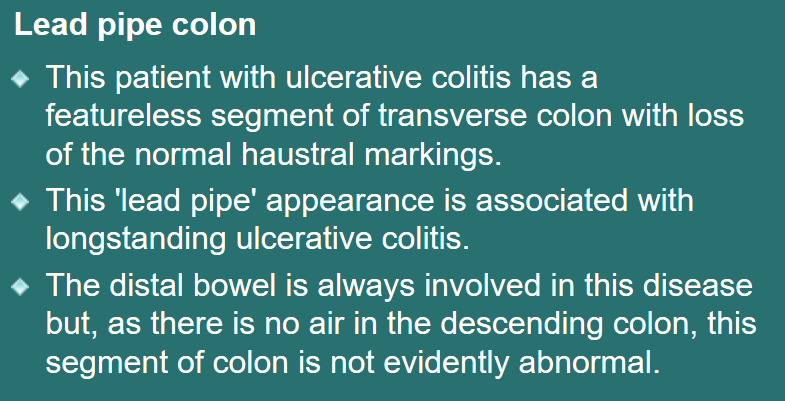 Lead pipe colon
This patient with ulcerative colitis has a
featureless segment of transverse colon with loss
of the normal haustral markings.
This 'lead pipe' appearance is associated with
longstanding ulcerative colitis.
The distal bowel is always involved in this disease
but, as there is no air in the descending colon, this
segment of colon is not evidently abnormal.